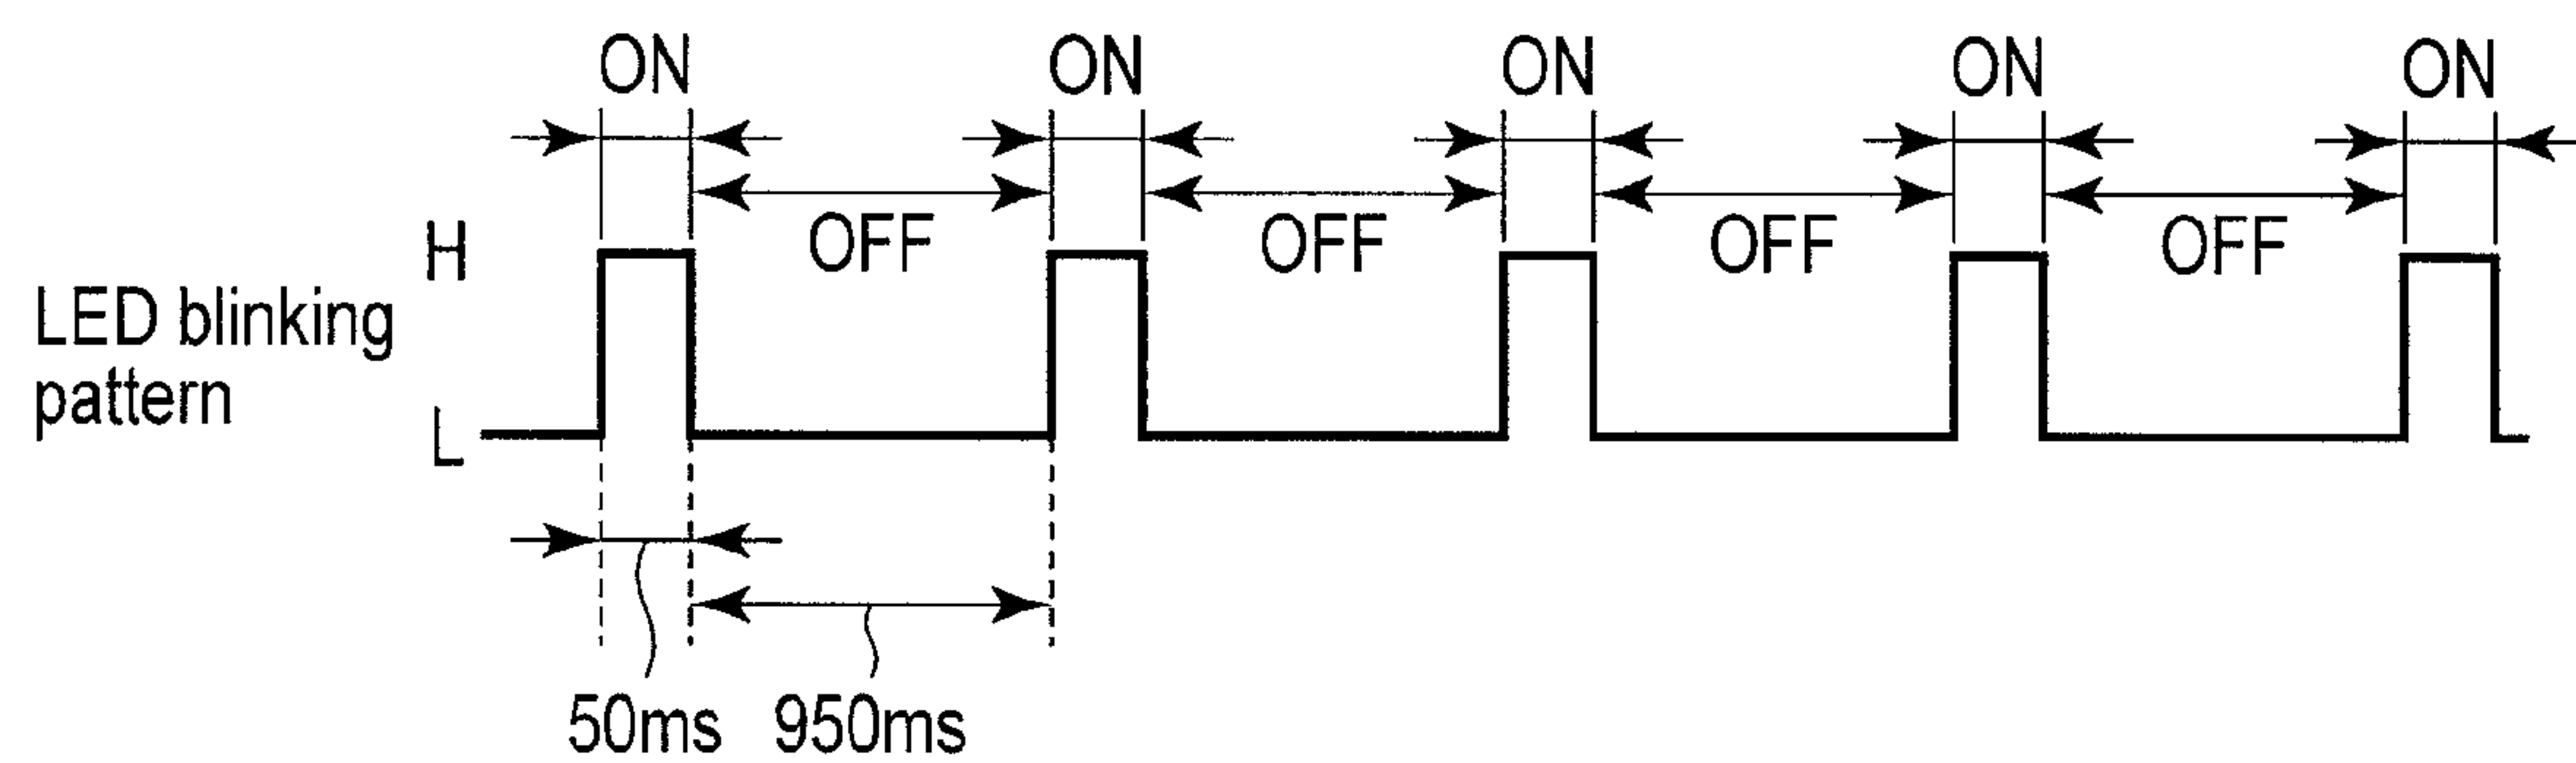 ON ON ON ON ON
OFF OFF OFF OFF
H
LED blinking
pattern
L
50ms 950ms